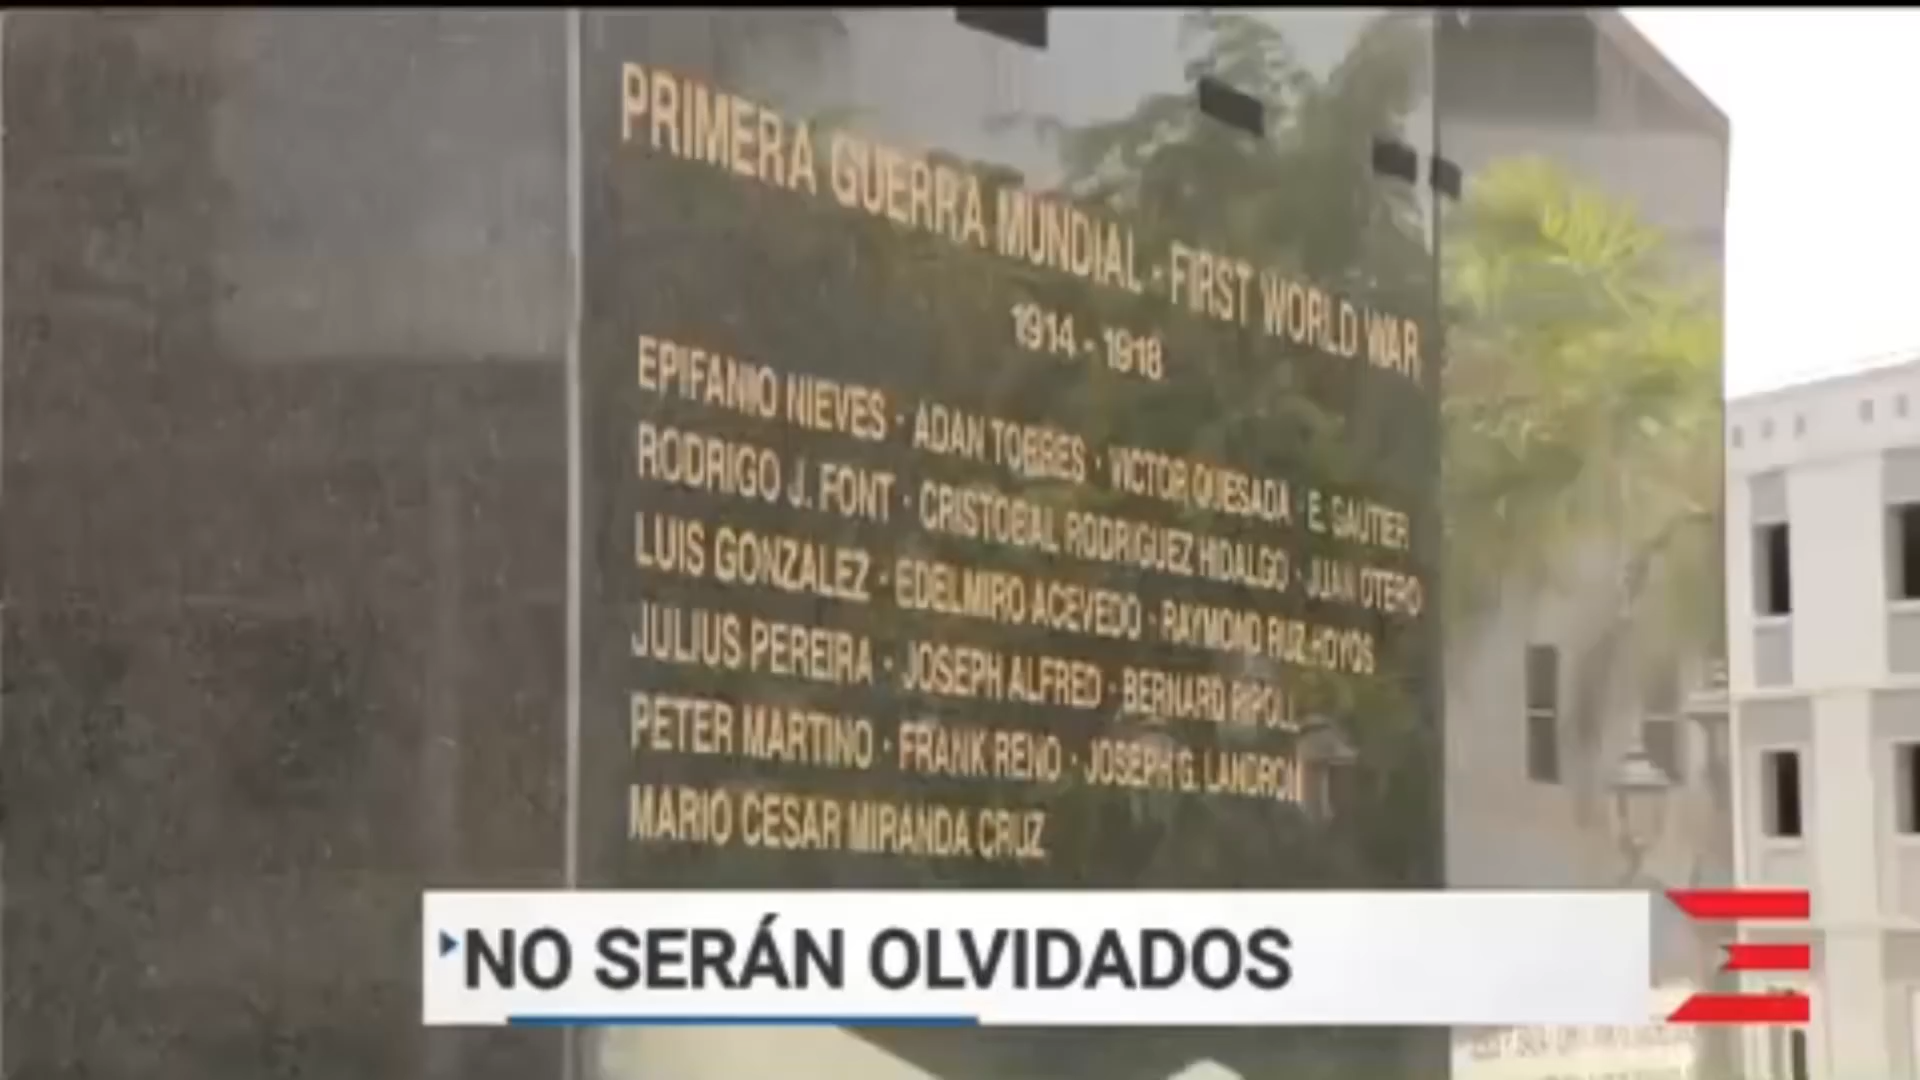 PRIMERA GUERRA MUNDIAL - FIRST WORLD WAR
1914 - 1918
EPIFANIO NIEVES · ADAN TORRES · VICTOR QUESADA · E. GAUTIER
RODRIGO J. FONT · CRISTOBAL RODRIGUEZ HIDALGO · JUAN OTERO
LUIS GONZALEZ · EDELMIRO ACEVEDO · RAYMOND RUIZ-HOYOS
JULIUS PEREIRA · JOSEPH ALFRED · BERNARD RIPOLL
PETER MARTINO · FRANK RENO · JOSEPH G. LANDRON
MARIO CESAR MIRANDA CRUZ
NO SERÁN OLVIDADOS